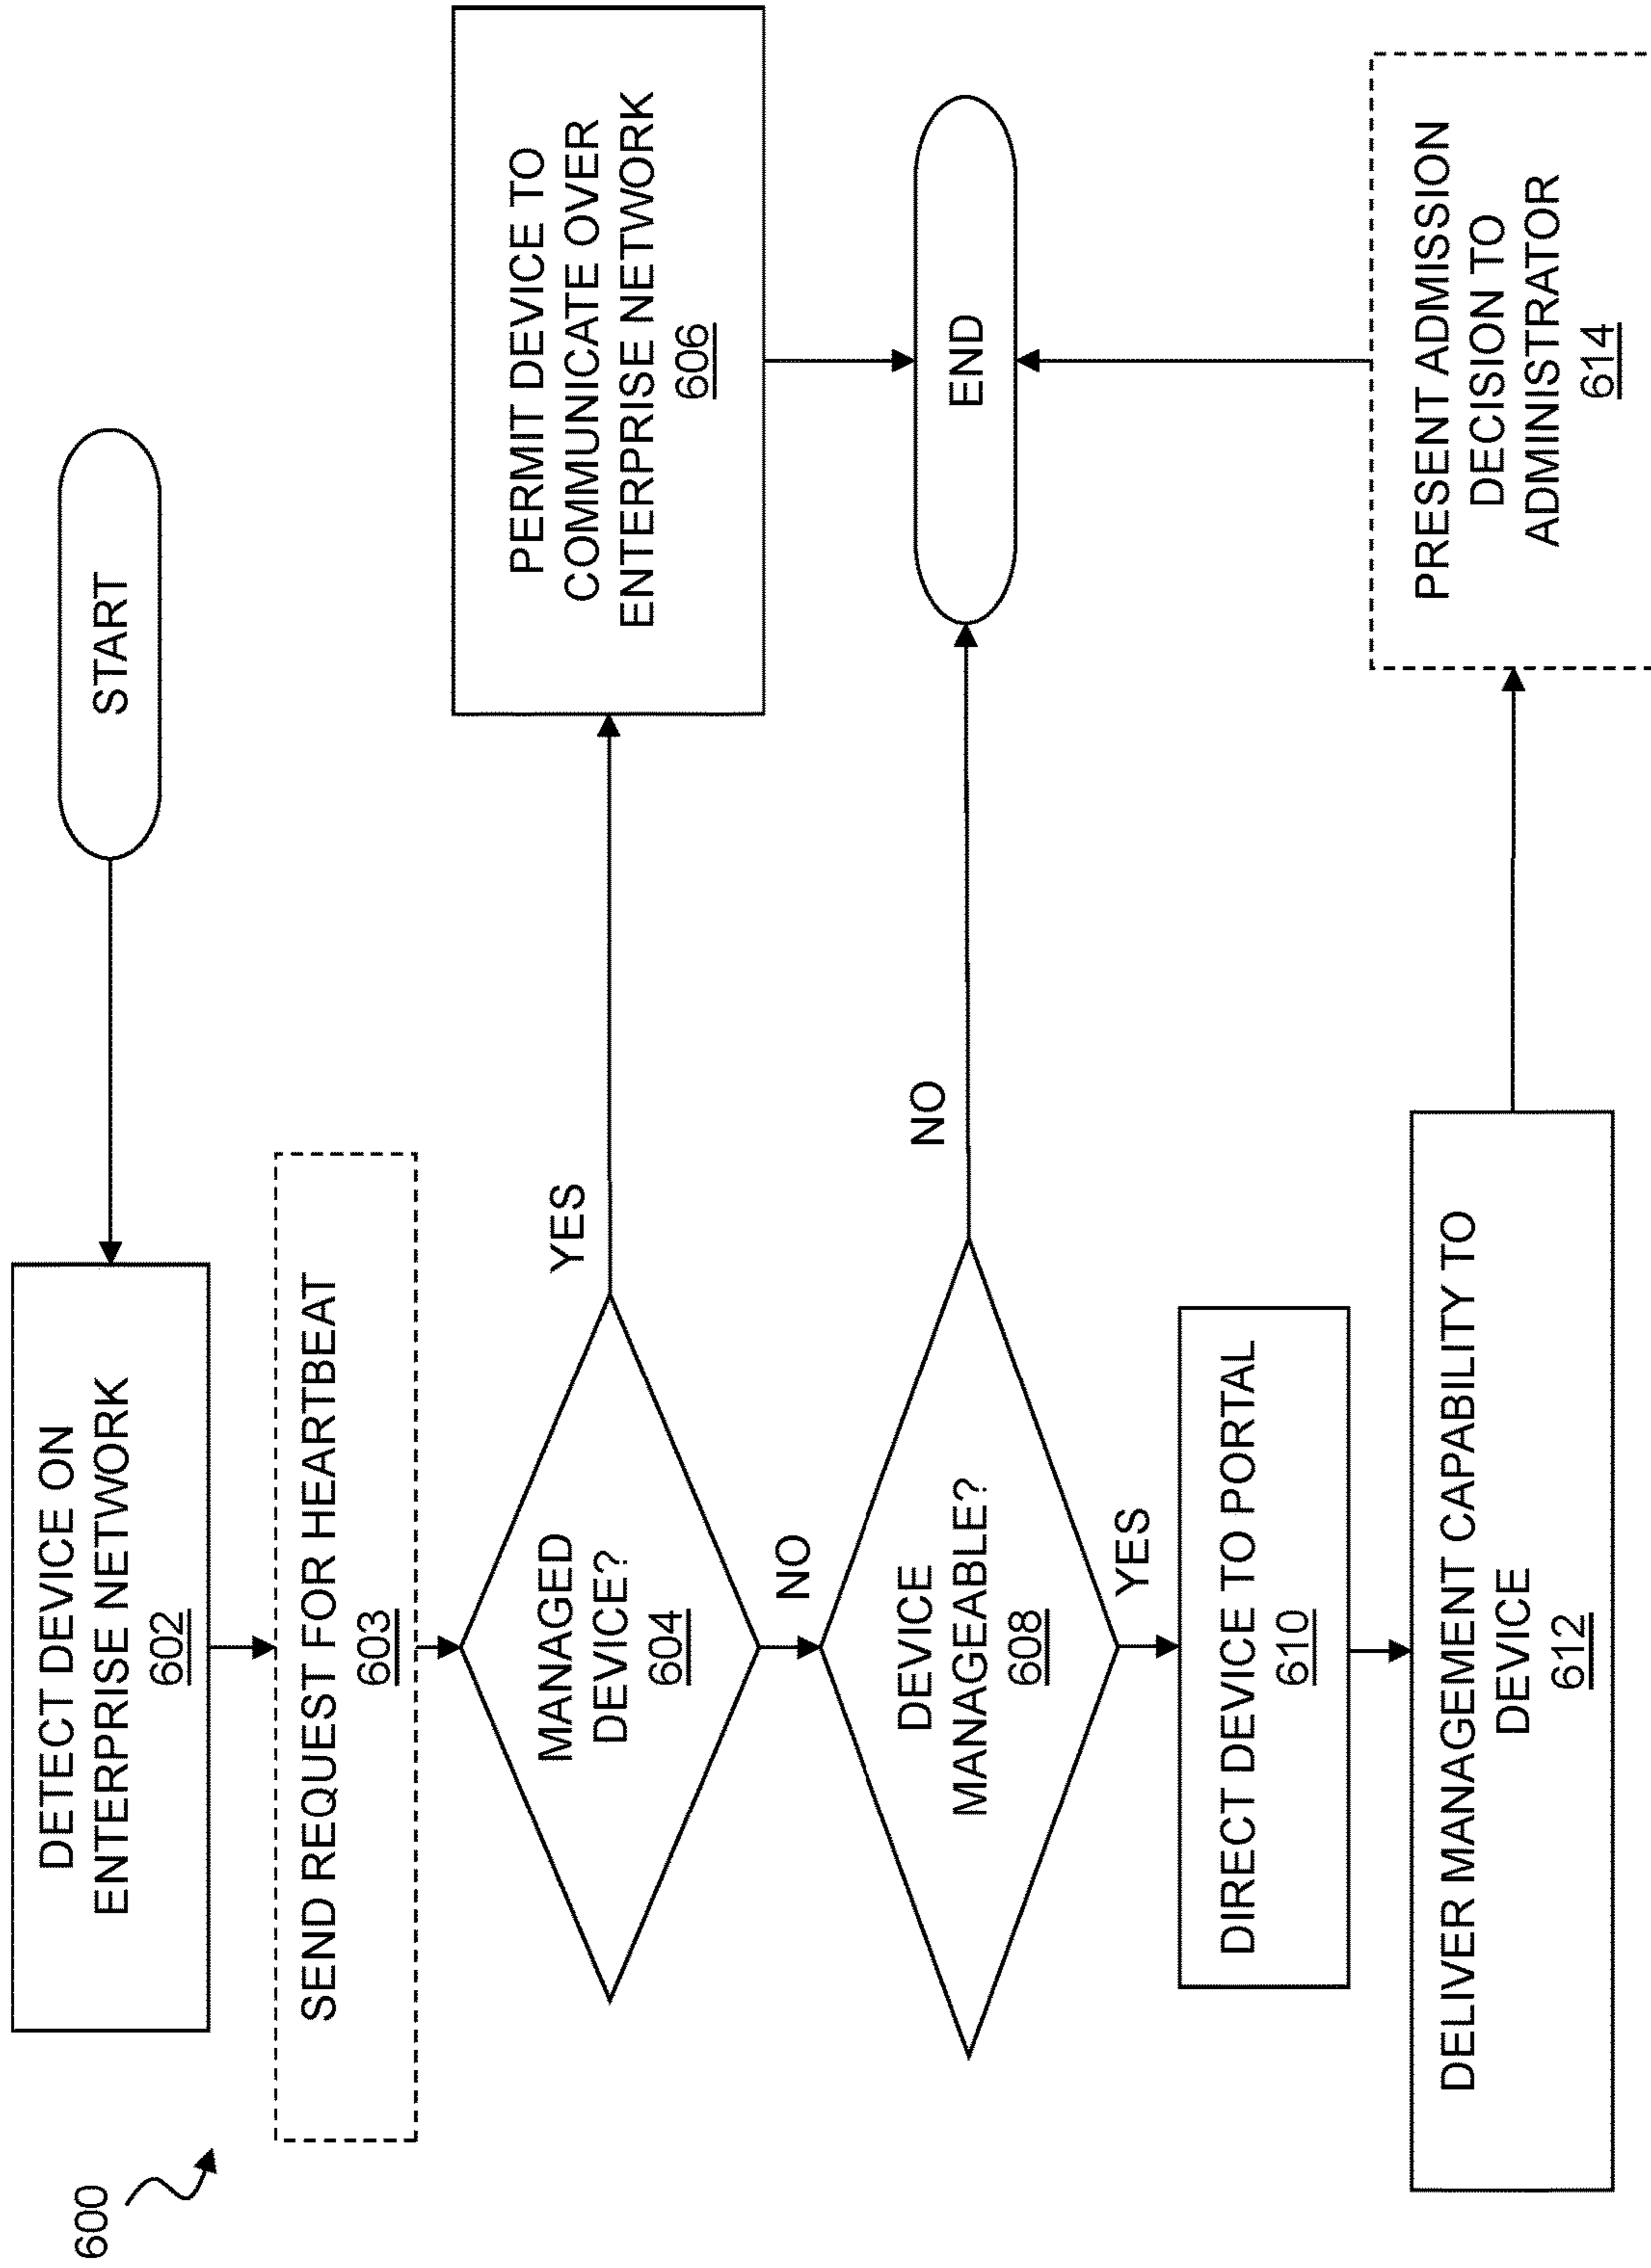 600
START
DETECT DEVICE ON
ENTERPRISE NETWORK
602
SEND REQUEST FOR HEARTBEAT
603
MANAGED
DEVICE?
604
YES
PERMIT DEVICE TO
COMMUNICATE OVER
ENTERPRISE NETWORK
606
NO
DEVICE
MANAGEABLE?
608
NO
END
YES
DIRECT DEVICE TO PORTAL
610
DELIVER MANAGEMENT CAPABILITY TO
DEVICE
612
PRESENT ADMISSION
DECISION TO
ADMINISTRATOR
614